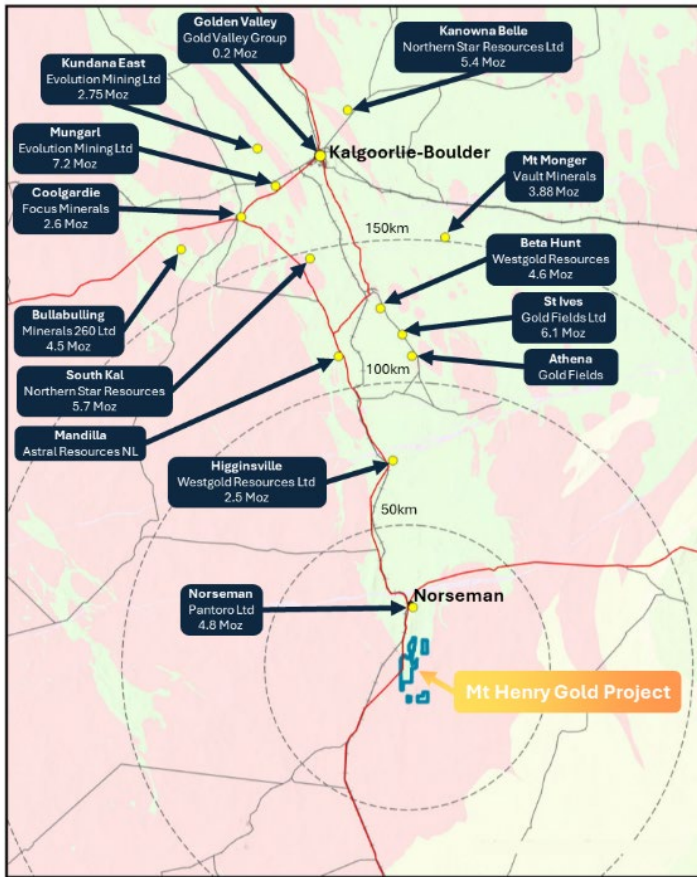 Golden Valley
Gold Valley Group
0.2 Moz
Kanowna Belle
Northern Star Resources Ltd
5.4 Moz
Kundana East
Evolution Mining Ltd
2.75 Moz
Mungarl
Evolution Mining Ltd
7.2 Moz
Kalgoorlie-Boulder
Mt Monger
Vault Minerals
3.88 Moz
Coolgardie
Focus Minerals
2.6 Moz
150km
Beta Hunt
Westgold Resources
4.6 Moz
Bullabulling
Minerals 260 Ltd
4.5 Moz
St Ives
Gold Fields Ltd
6.1 Moz
South Kal
Northern Star Resources
5.7 Moz
100km
Athena
Gold Fields
Mandilla
Astral Resources NL
Higginsville
Westgold Resources Ltd
2.5 Moz
50km
Norseman
Pantoro Ltd
4.8 Moz
Norseman
Mt Henry Gold Project